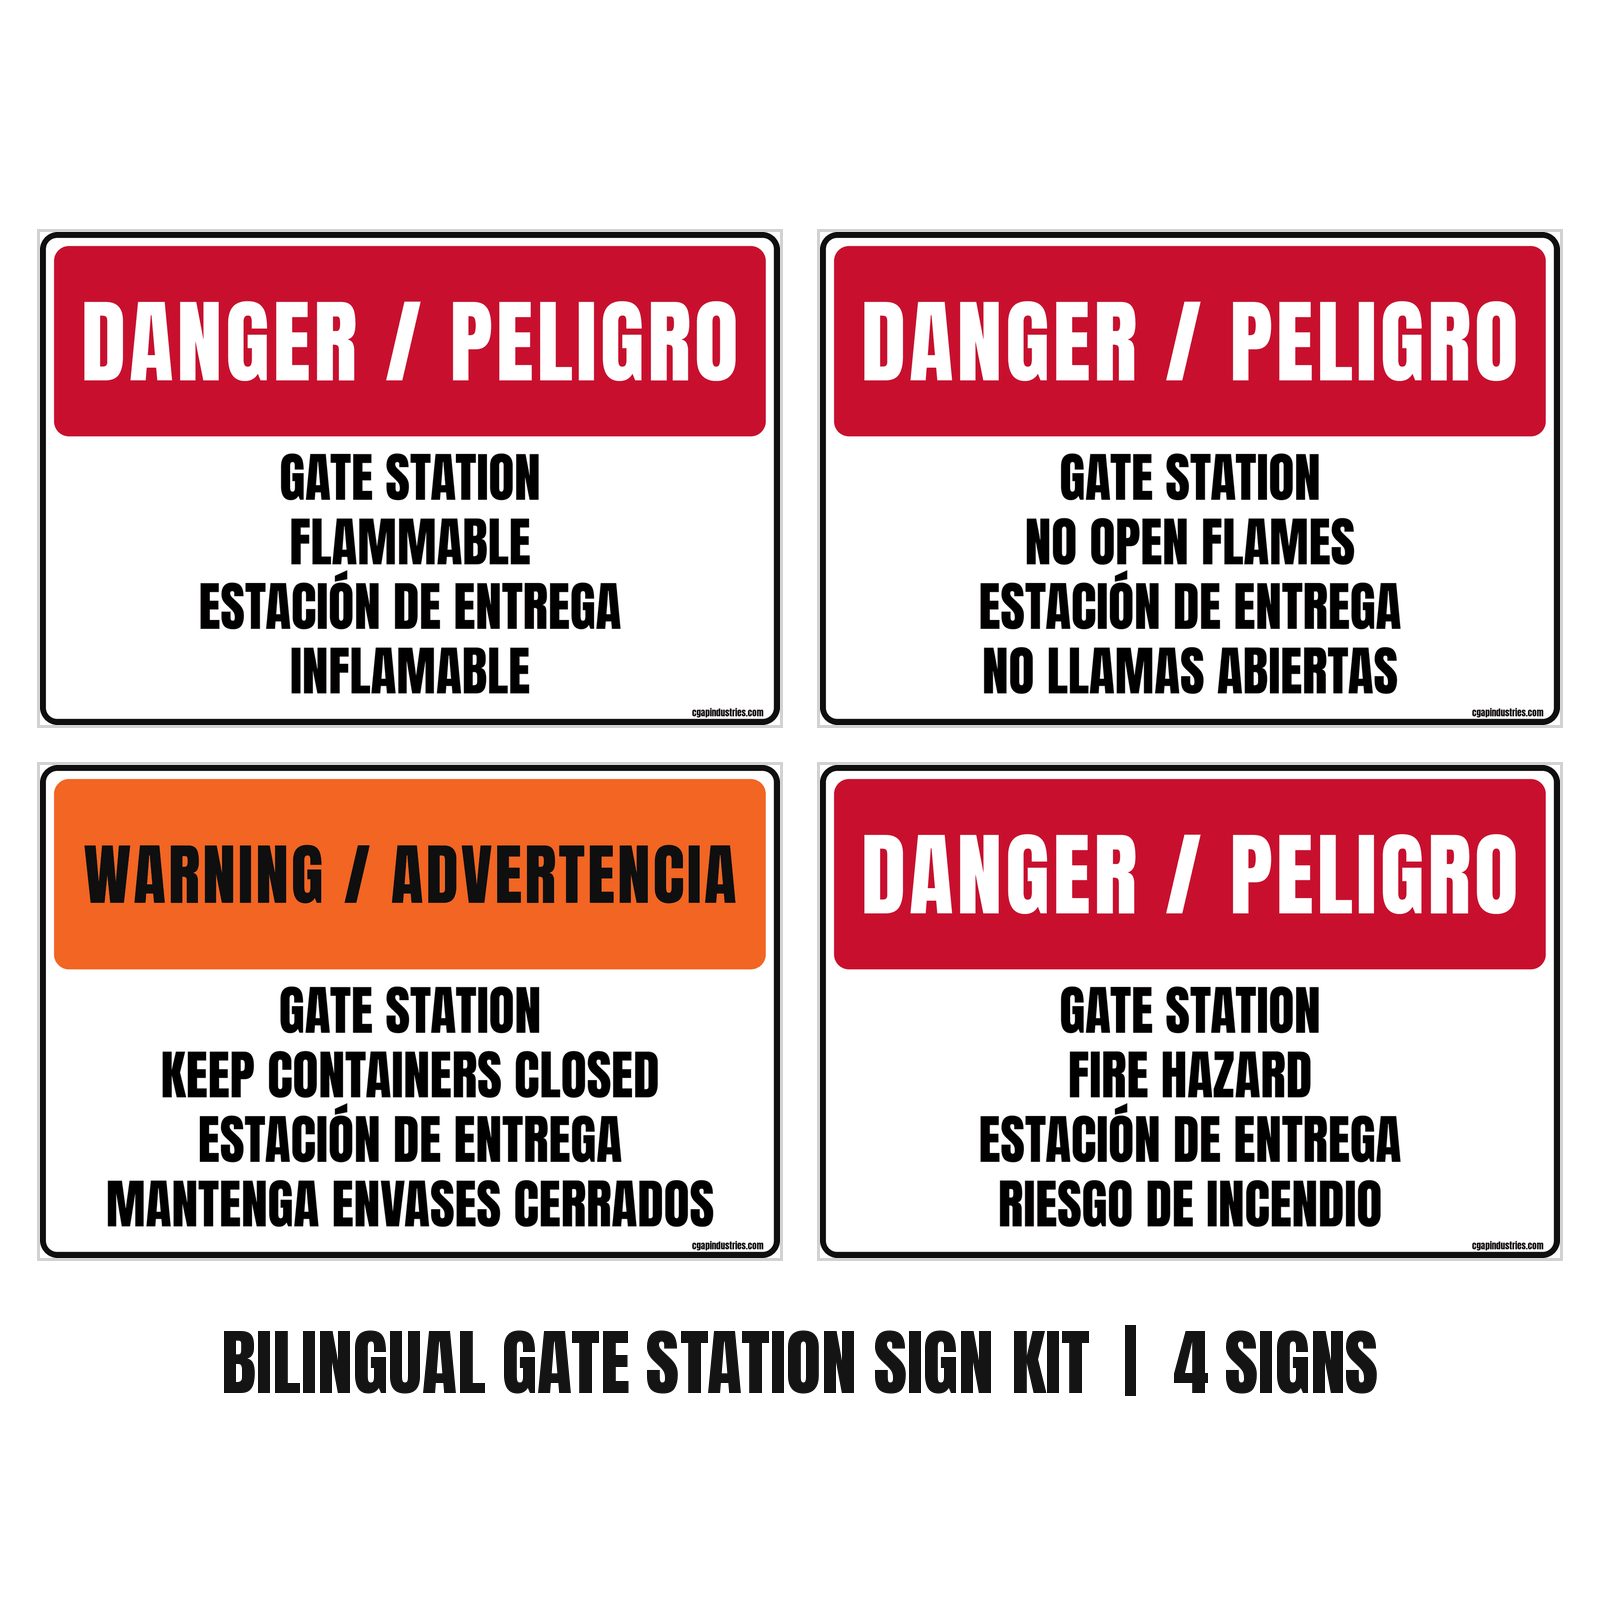 DANGER / PELIGRO
GATE STATION
FLAMMABLE
ESTACIÓN DE ENTREGA
INFLAMABLE
cgapindustries.com
DANGER / PELIGRO
GATE STATION
NO OPEN FLAMES
ESTACIÓN DE ENTREGA
NO LLAMAS ABIERTAS
cgapindustries.com
WARNING / ADVERTENCIA
GATE STATION
KEEP CONTAINERS CLOSED
ESTACIÓN DE ENTREGA
MANTENGA ENVASES CERRADOS
cgapindustries.com
DANGER / PELIGRO
GATE STATION
FIRE HAZARD
ESTACIÓN DE ENTREGA
RIESGO DE INCENDIO
cgapindustries.com
BILINGUAL GATE STATION SIGN KIT | 4 SIGNS